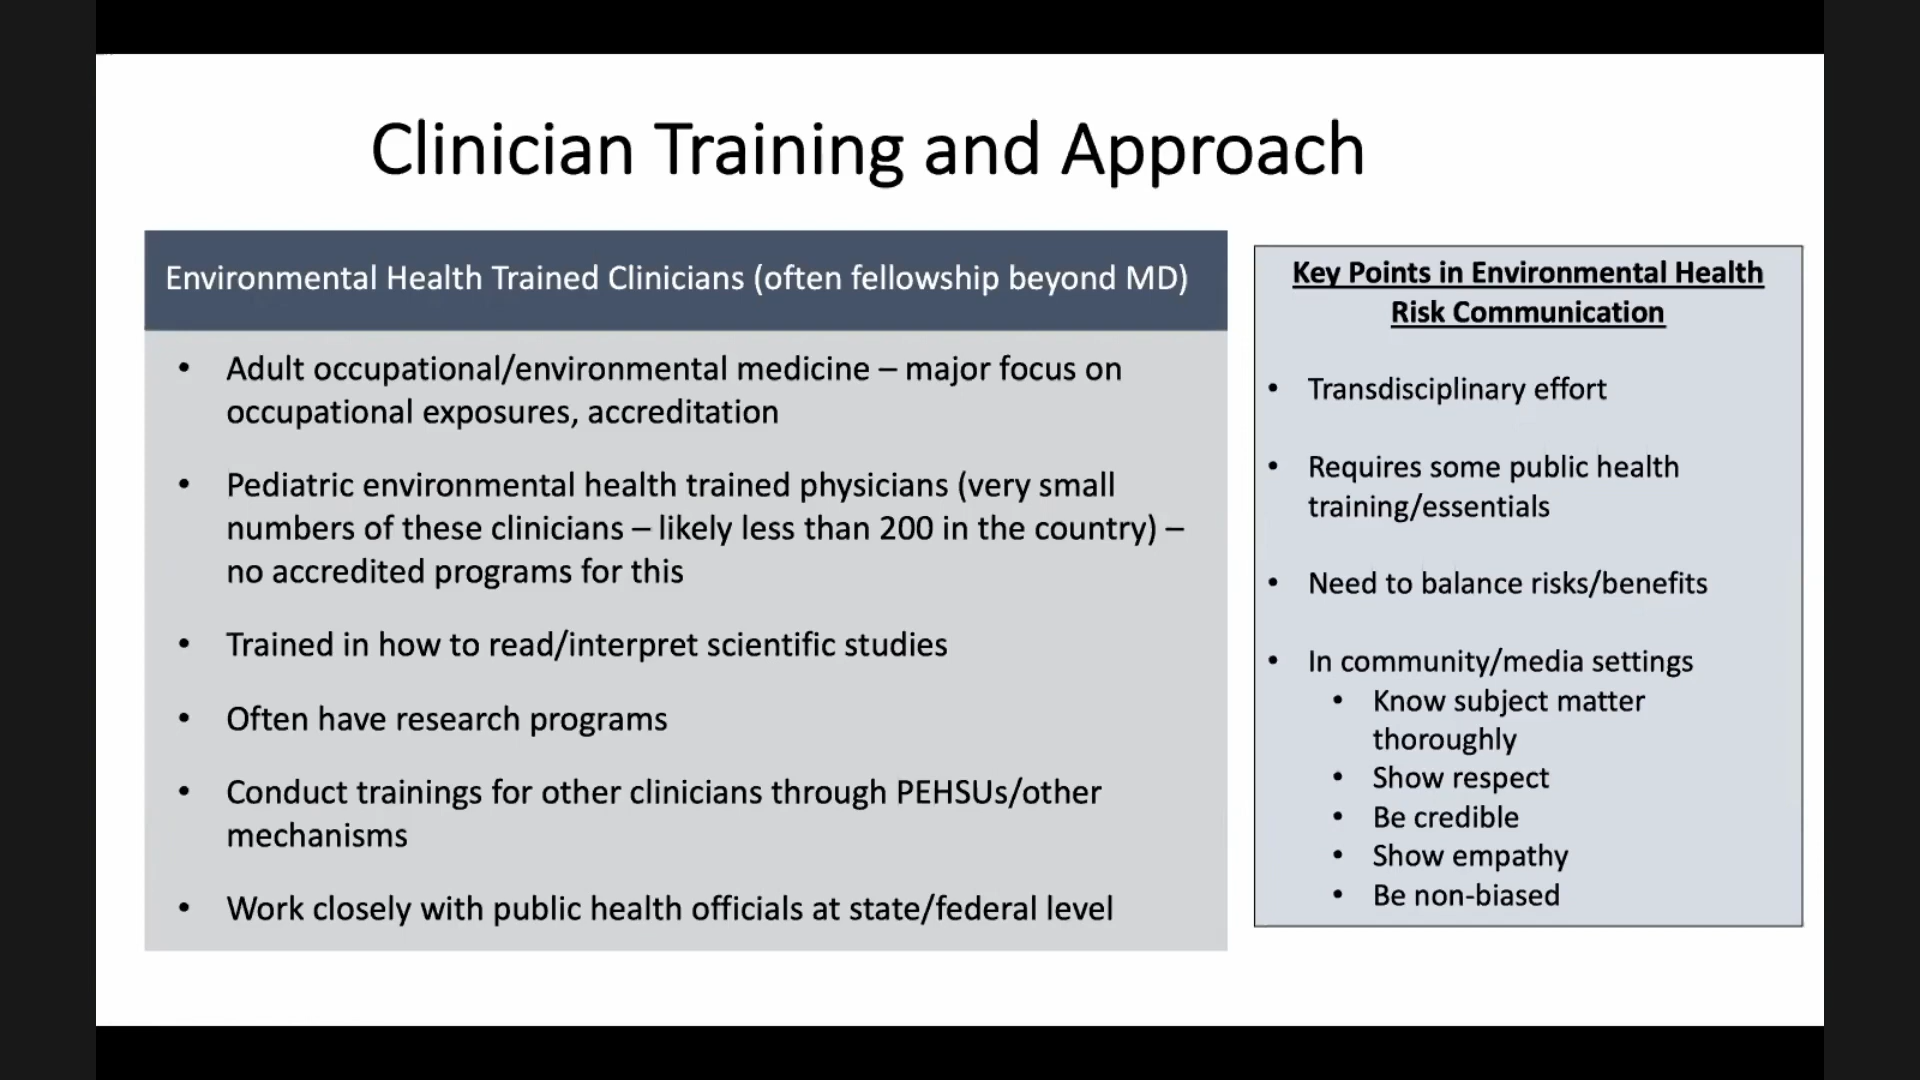 Clinician Training and Approach
Environmental Health Trained Clinicians (often fellowship beyond MD)
• Adult occupational/environmental medicine – major focus on
occupational exposures, accreditation
• Pediatric environmental health trained physicians (very small
numbers of these clinicians – likely less than 200 in the country) –
no accredited programs for this
• Trained in how to read/interpret scientific studies
• Often have research programs
• Conduct trainings for other clinicians through PEHSUs/other
mechanisms
• Work closely with public health officials at state/federal level
Key Points in Environmental Health
Risk Communication
• Transdisciplinary effort
• Requires some public health
training/essentials
• Need to balance risks/benefits
• In community/media settings
• Know subject matter
thoroughly
• Show respect
• Be credible
• Show empathy
• Be non-biased